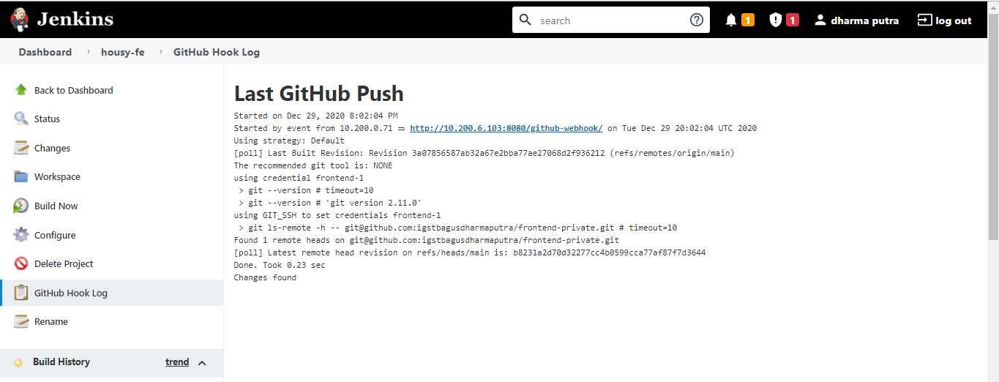 Jenkins
search
1
1
dharma putra
log out
Dashboard
housy-fe
GitHub Hook Log
Back to Dashboard
Status
Changes
Workspace
Build Now
Configure
Delete Project
GitHub Hook Log
Rename
Build History
trend
Last GitHub Push
Started on Dec 29, 2020 8:02:04 PM
Started by event from 10.200.0.71 ⇒ http://10.200.6.103:8080/github-webhook/ on Tue Dec 29 20:02:04 UTC 2020
Using strategy: Default
[poll] Last Built Revision: Revision 3a07856587ab32a67e2bba77ae27068d2f936212 (refs/remotes/origin/main)
The recommended git tool is: NONE
using credential frontend-1
> git --version # timeout=10
> git --version # 'git version 2.11.0'
using GIT_SSH to set credentials frontend-1
> git ls-remote -h -- git@github.com:igstbagusdharmaputra/frontend-private.git # timeout=10
Found 1 remote heads on git@github.com:igstbagusdharmaputra/frontend-private.git
[poll] Latest remote head revision on refs/heads/main is: b8231a2d70d32277cc4b0599cca77af87f7d3644
Done. Took 0.23 sec
Changes found